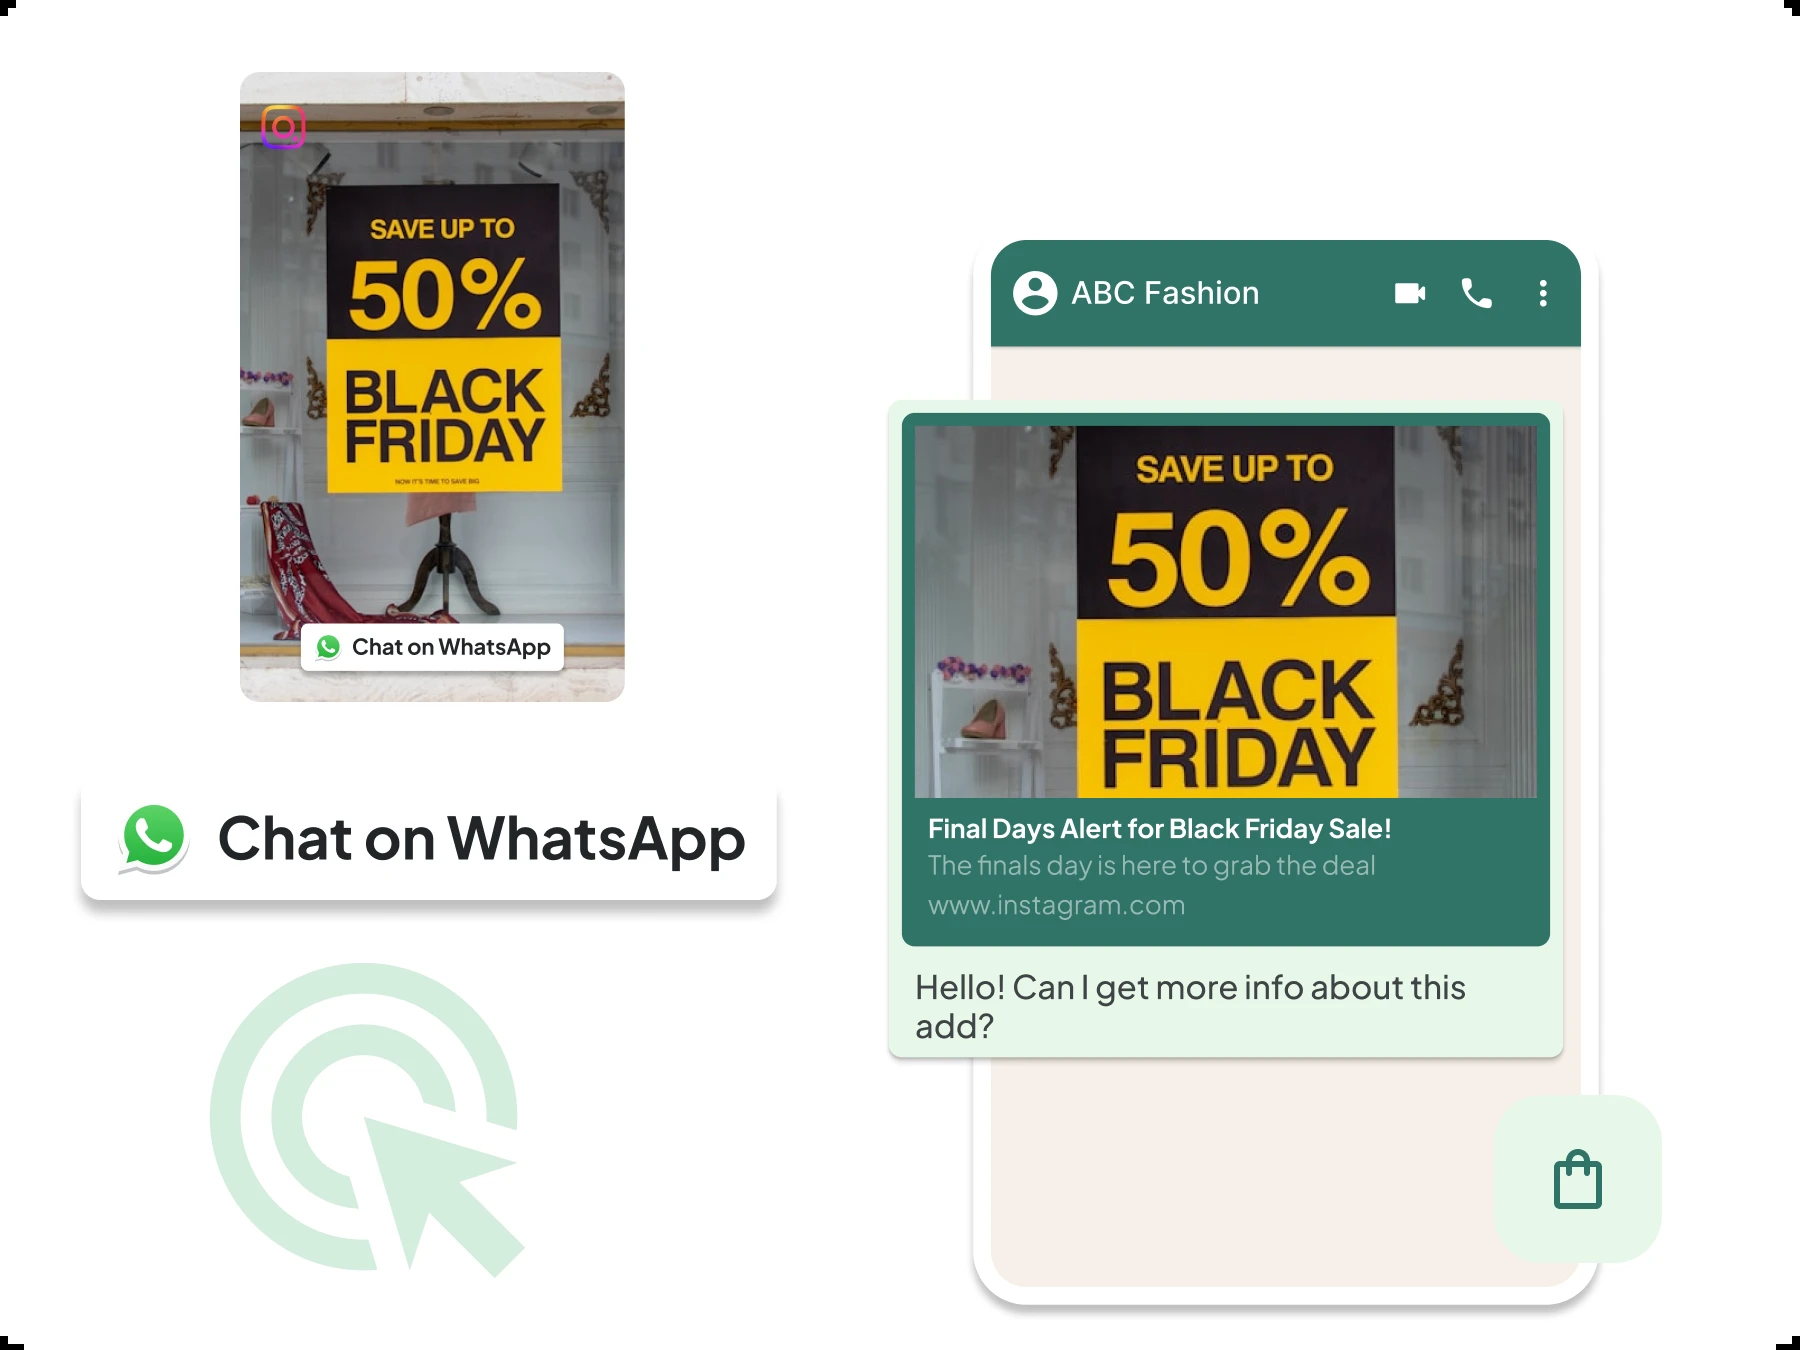 SAVE UP TO
50%
BLACK
FRIDAY
NOW IT'S TIME TO SAVE BIG
Chat on WhatsApp
Chat on WhatsApp
ABC Fashion
SAVE UP TO
50%
BLACK
FRIDAY
Final Days Alert for Black Friday Sale!
The finals day is here to grab the deal
www.instagram.com
Hello! Can I get more info about this
add?